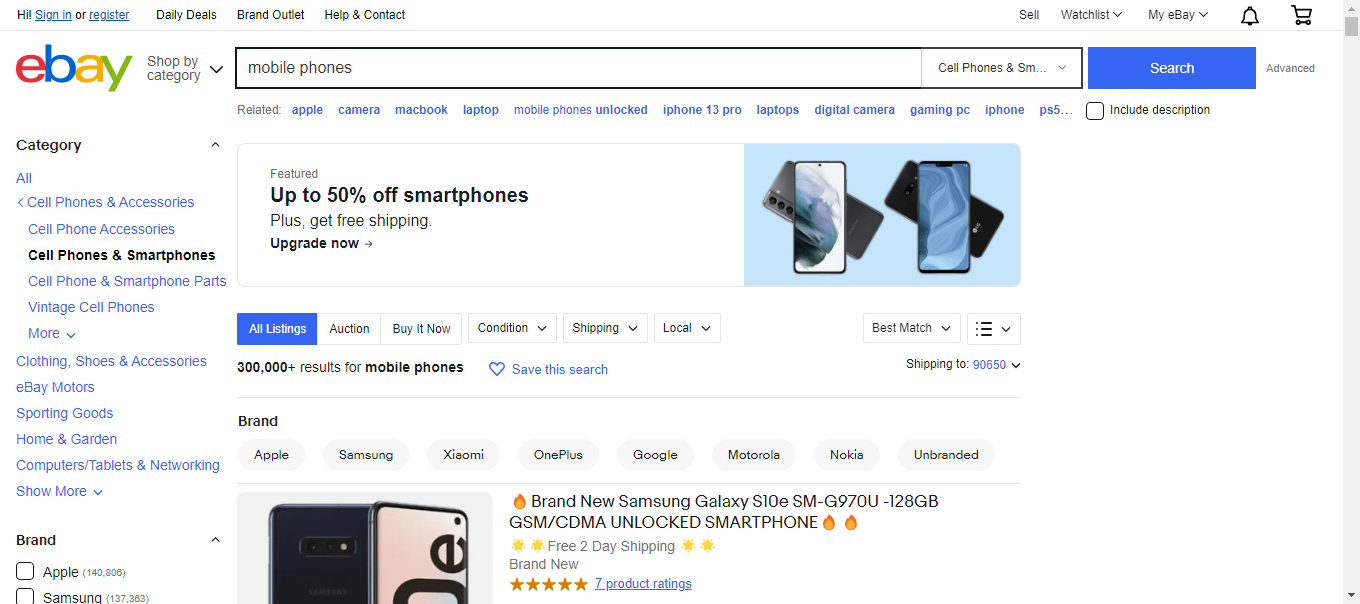 Hi! Sign in or register Daily Deals Brand Outlet Help & Contact Sell Watchlist My eBay
ebay Shop by category mobile phones Cell Phones & Sm... Search Advanced
Related: apple camera macbook laptop mobile phones unlocked iphone 13 pro laptops digital camera gaming pc iphone ps5... Include description
Category
All
Cell Phones & Accessories
Cell Phone Accessories
Cell Phones & Smartphones
Cell Phone & Smartphone Parts
Vintage Cell Phones
More
Clothing, Shoes & Accessories
eBay Motors
Sporting Goods
Home & Garden
Computers/Tablets & Networking
Show More
Brand
Apple (140,806)
Samsung (137,363)
Featured
Up to 50% off smartphones
Plus, get free shipping.
Upgrade now →
All Listings Auction Buy It Now Condition Shipping Local Best Match
300,000+ results for mobile phones Save this search Shipping to: 90650
Brand
Apple Samsung Xiaomi OnePlus Google Motorola Nokia Unbranded
🔥Brand New Samsung Galaxy S10e SM-G970U -128GB
GSM/CDMA UNLOCKED SMARTPHONE🔥 🔥
🌟 🌟Free 2 Day Shipping 🌟 🌟
Brand New
7 product ratings
SAMSUNG